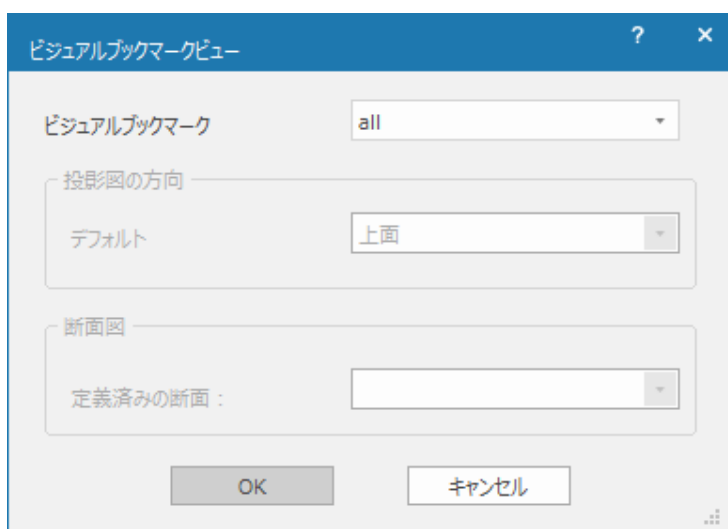 ビジュアルブックマークビュー ? ×
ビジュアルブックマーク all
投影図の方向
デフォルト 上面
断面図
定義済みの断面：
OK キャンセル